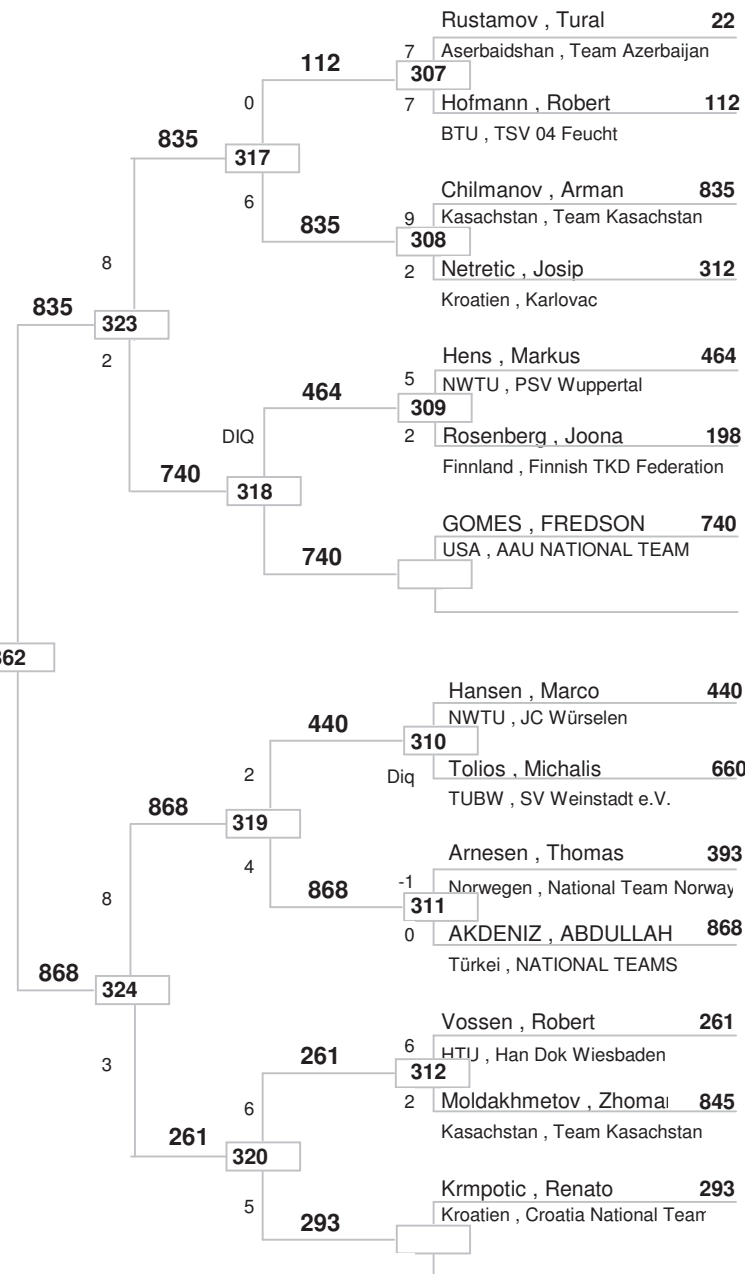 Rustamov , Tural 22
7 Aserbaidshan , Team Azerbaijan
112 307
7 Hofmann , Robert 112
0
BTU , TSV 04 Feucht
835
317
Chilmanov , Arman 835
6
9 Kasachstan , Team Kasachstan
835 308
8
2 Netretic , Josip 312
Kroatien , Karlovac
835
323
2
Hens , Markus 464
5 NWTU , PSV Wuppertal
464 309
DIQ
2 Rosenberg , Joona 198
Finnland , Finnish TKD Federation
740
318
GOMES , FREDSON 740
USA , AAU NATIONAL TEAM
740
62
Hansen , Marco 440
NWTU , JC Würselen
440 310
2
Diq Tolios , Michalis 660
TUBW , SV Weinstadt e.V.
868
319
Arnesen , Thomas 393
4
-1 Norwegen , National Team Norway
868 311
8
0 AKDENIZ , ABDULLAH 868
Türkei , NATIONAL TEAMS
868
324
Vossen , Robert 261
6 HTU , Han Dok Wiesbaden
3
261 312
6
2 Moldakhmetov , Zhoma 845
Kasachstan , Team Kasachstan
261
320
Krmpotic , Renato 293
5
Kroatien , Croatia National Team
293